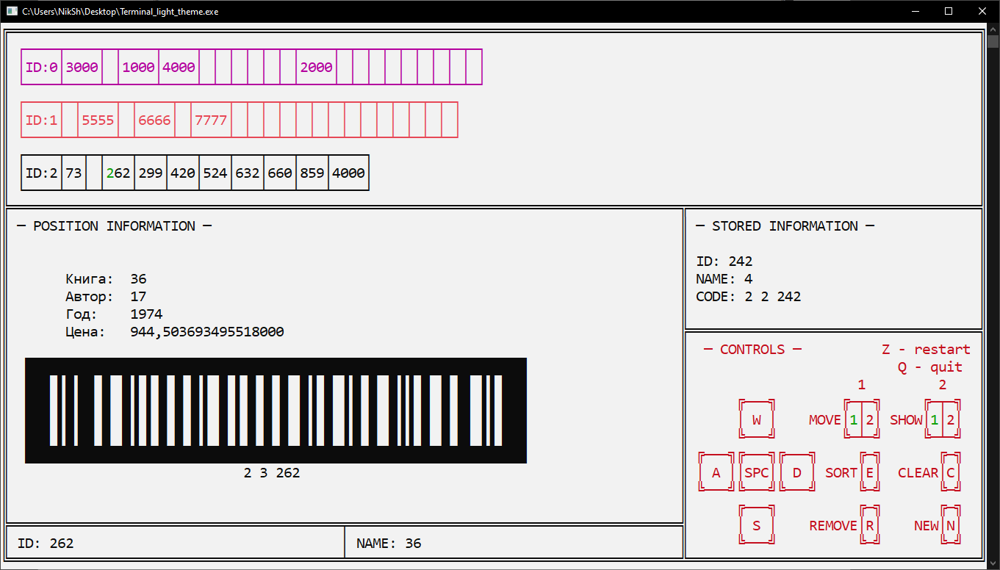 C:\Users\NikSh\Desktop\Terminal_light_theme.exe
ID:0 3000 1000 4000 2000
ID:1 5555 6666 7777
ID:2 73 262 299 420 524 632 660 859 4000
─ POSITION INFORMATION ─
Книга: 36
Автор: 17
Год: 1974
Цена: 944,503693495518000
2 3 262
ID: 262
NAME: 36
─ STORED INFORMATION ─
ID: 242
NAME: 4
CODE: 2 2 242
─ CONTROLS ─
Z - restart
Q - quit
1 2
W MOVE 1 2 SHOW 1 2
A SPC D SORT E CLEAR C
S REMOVE R NEW N